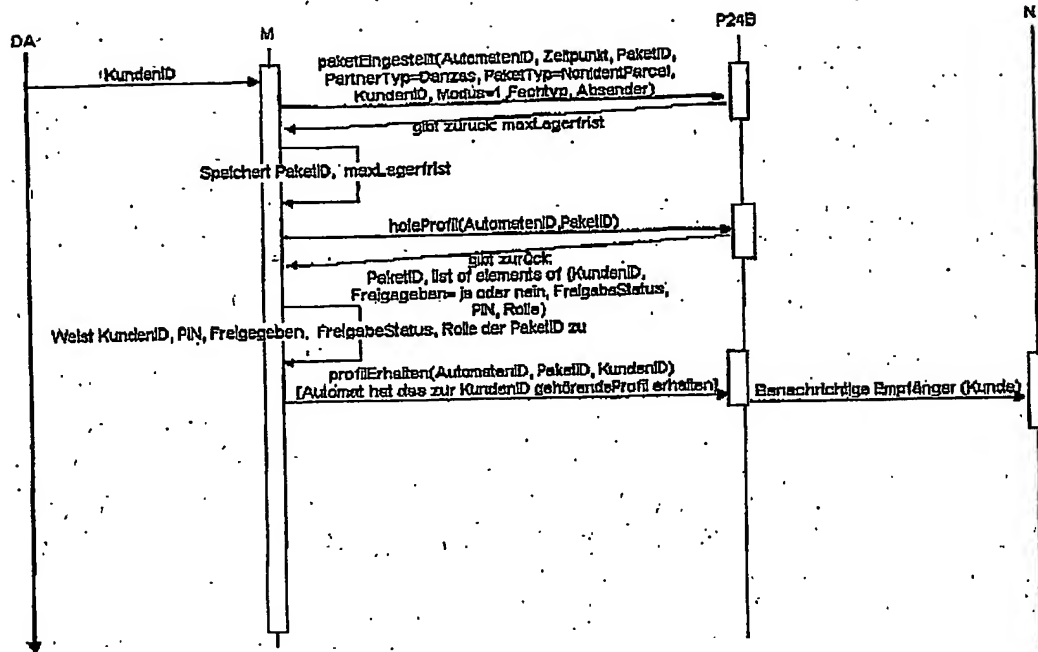 DA
M
P24B
N
KundenID
paketEingestellt(AutomatenID, Zeitpunkt, PaketID,
PartnerTyp=Danzas, PaketTyp=NonIdentParcel,
KundenID, Modus=1, Fachtyp, Absender)
gibt zurück: maxLagerfrist
Speichert PaketID, maxLagerfrist
holeProfil(AutomatenID,PaketID)
gibt zurück:
PaketID, list of elements of (KundenID,
Freigegeben= ja oder nein, FreigabeStatus,
PIN, Rolle)
Weist KundenID, PIN, Freigegeben, FreigabeStatus, Rolle der PaketID zu
profilErhalten(AutomatenID, PaketID, KundenID)
[Automat hat das zur KundenID gehörendeProfil erhalten]
Benachrichtige Empfänger (Kunde)